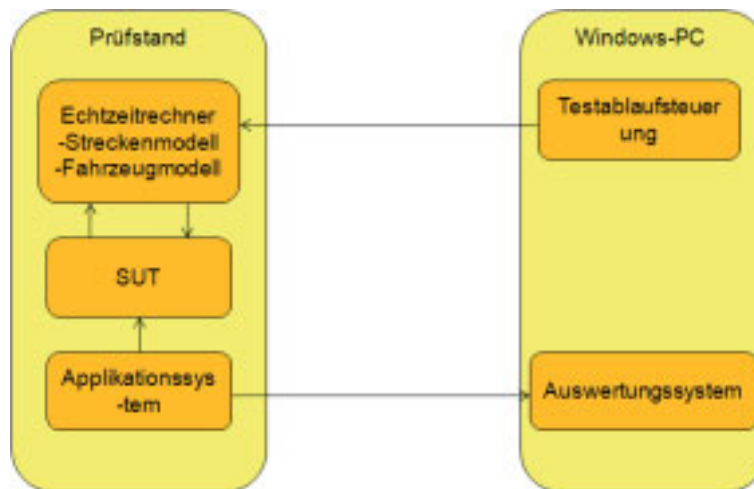 Prüfstand
Echtzeitrechner
-Streckenmodell
-Fahrzeugmodell
SUT
Applikationssys
-tem
Windows-PC
Testablaufsteuer
ung
Auswertungssystem